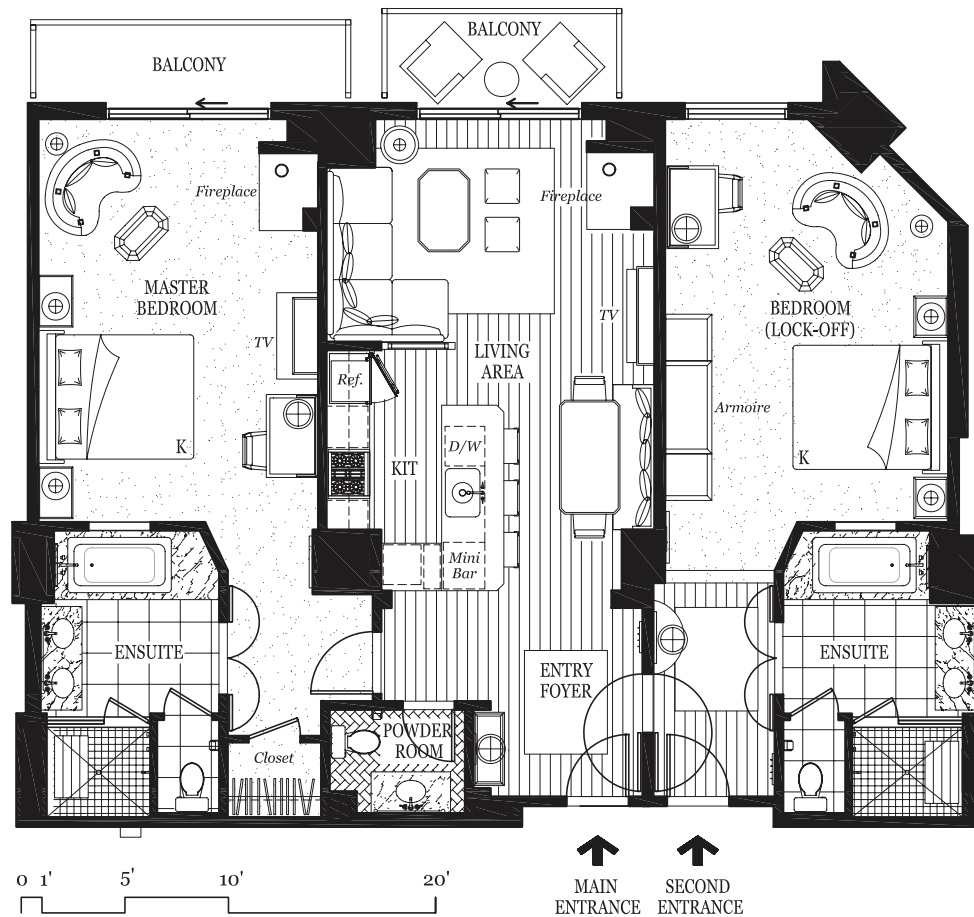 BALCONY
BALCONY
Fireplace
Fireplace
MASTER
BEDROOM
BEDROOM
(LOCK-OFF)
TV
TV
LIVING
AREA
Ref.
Armoire
D/W
K
KIT
K
Mini
Bar
ENSUITE
ENTRY
FOYER
ENSUITE
POWDER
ROOM
Closet
0 1' 5' 10' 20'
MAIN
ENTRANCE
SECOND
ENTRANCE